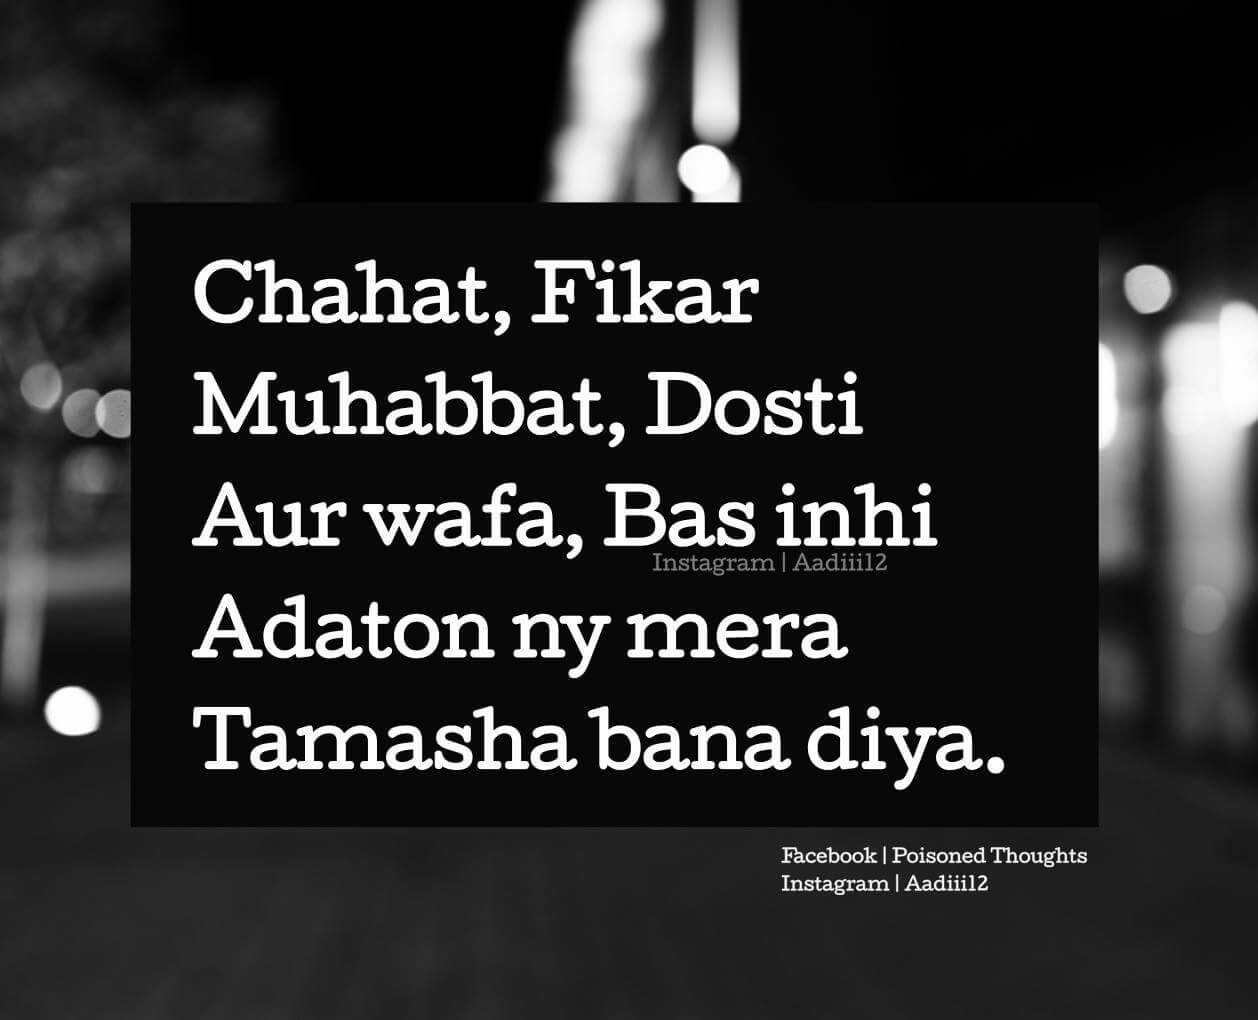 Chahat, Fikar
Muhabbat, Dosti
Aur wafa, Bas inhi
Instagram | Aadiii12
Adaton ny mera
Tamasha bana diya.
Facebook | Poisoned Thoughts
Instagram | Aadiii12